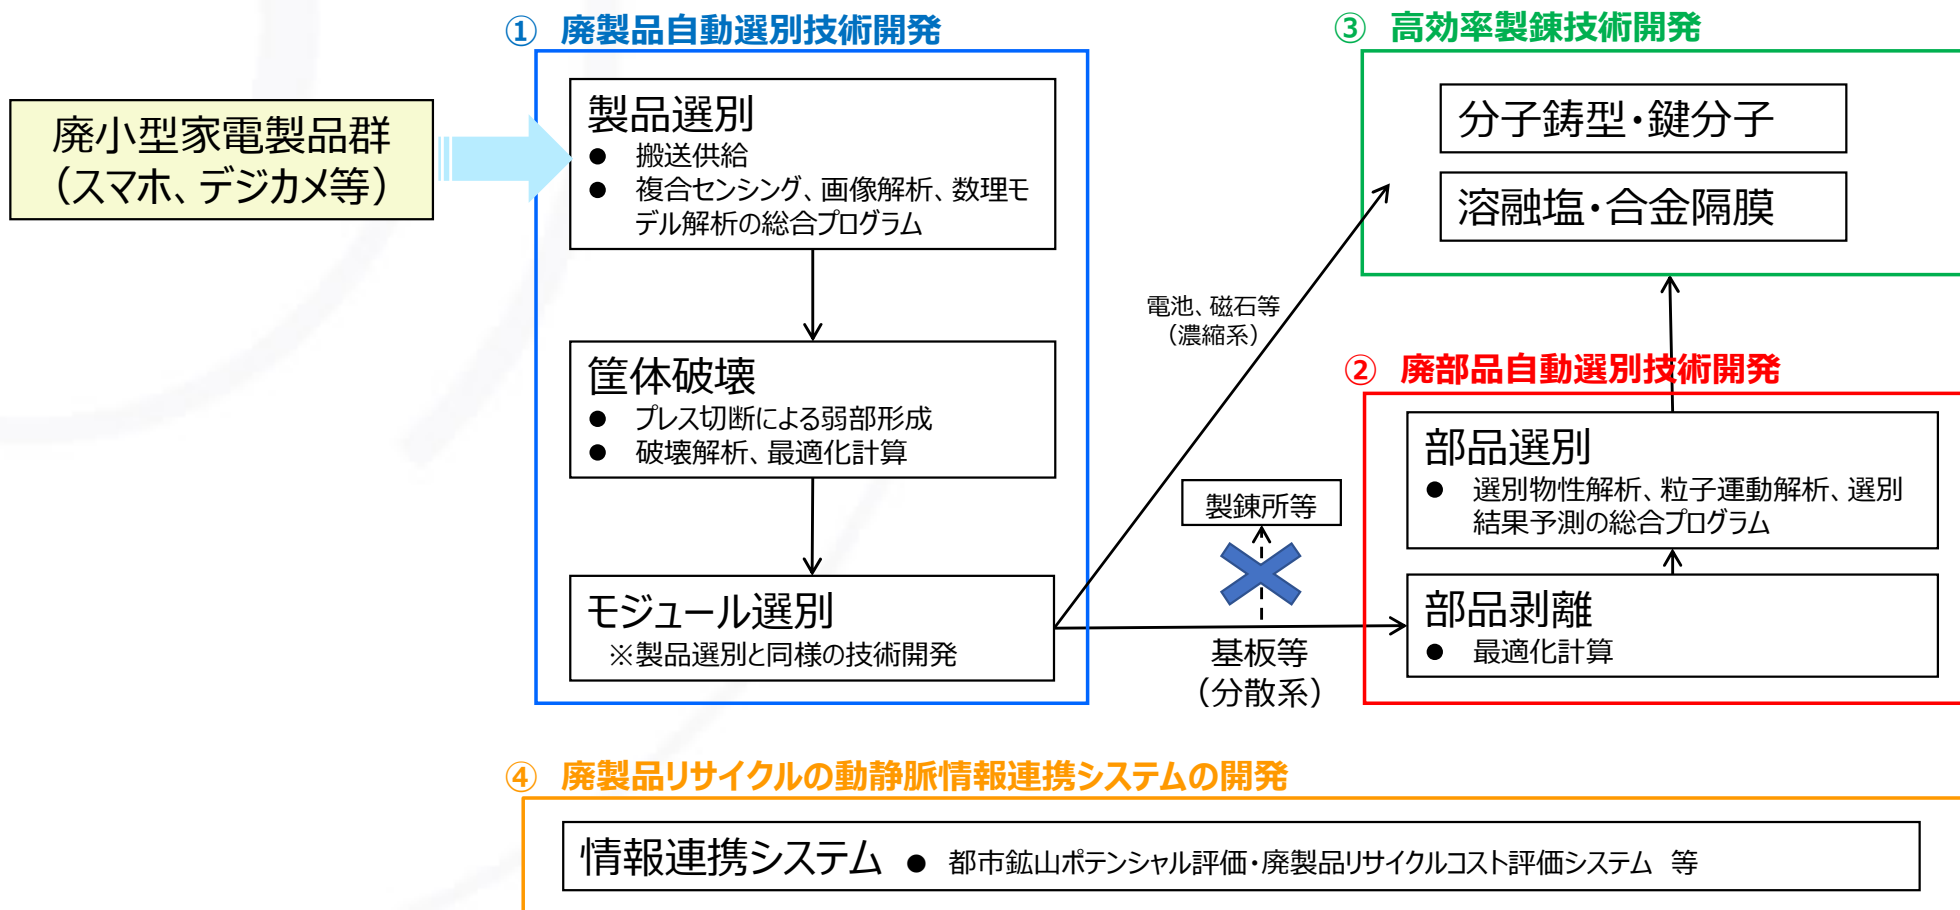 ① 廃製品自動選別技術開発
廃小型家電製品群
（スマホ、デジカメ等）
製品選別
● 搬送供給
● 複合センシング、画像解析、数理モ
デル解析の総合プログラム
筐体破壊
● プレス切断による弱部形成
● 破壊解析、最適化計算
モジュール選別
※製品選別と同様の技術開発
電池、磁石等
（濃縮系）
製錬所等
基板等
（分散系）
③ 高効率製錬技術開発
分子鋳型・鍵分子
溶融塩・合金隔膜
② 廃部品自動選別技術開発
部品選別
● 選別物性解析、粒子運動解析、選別
結果予測の総合プログラム
部品剥離
● 最適化計算
④ 廃製品リサイクルの動静脈情報連携システムの開発
情報連携システム ● 都市鉱山ポテンシャル評価・廃製品リサイクルコスト評価システム 等